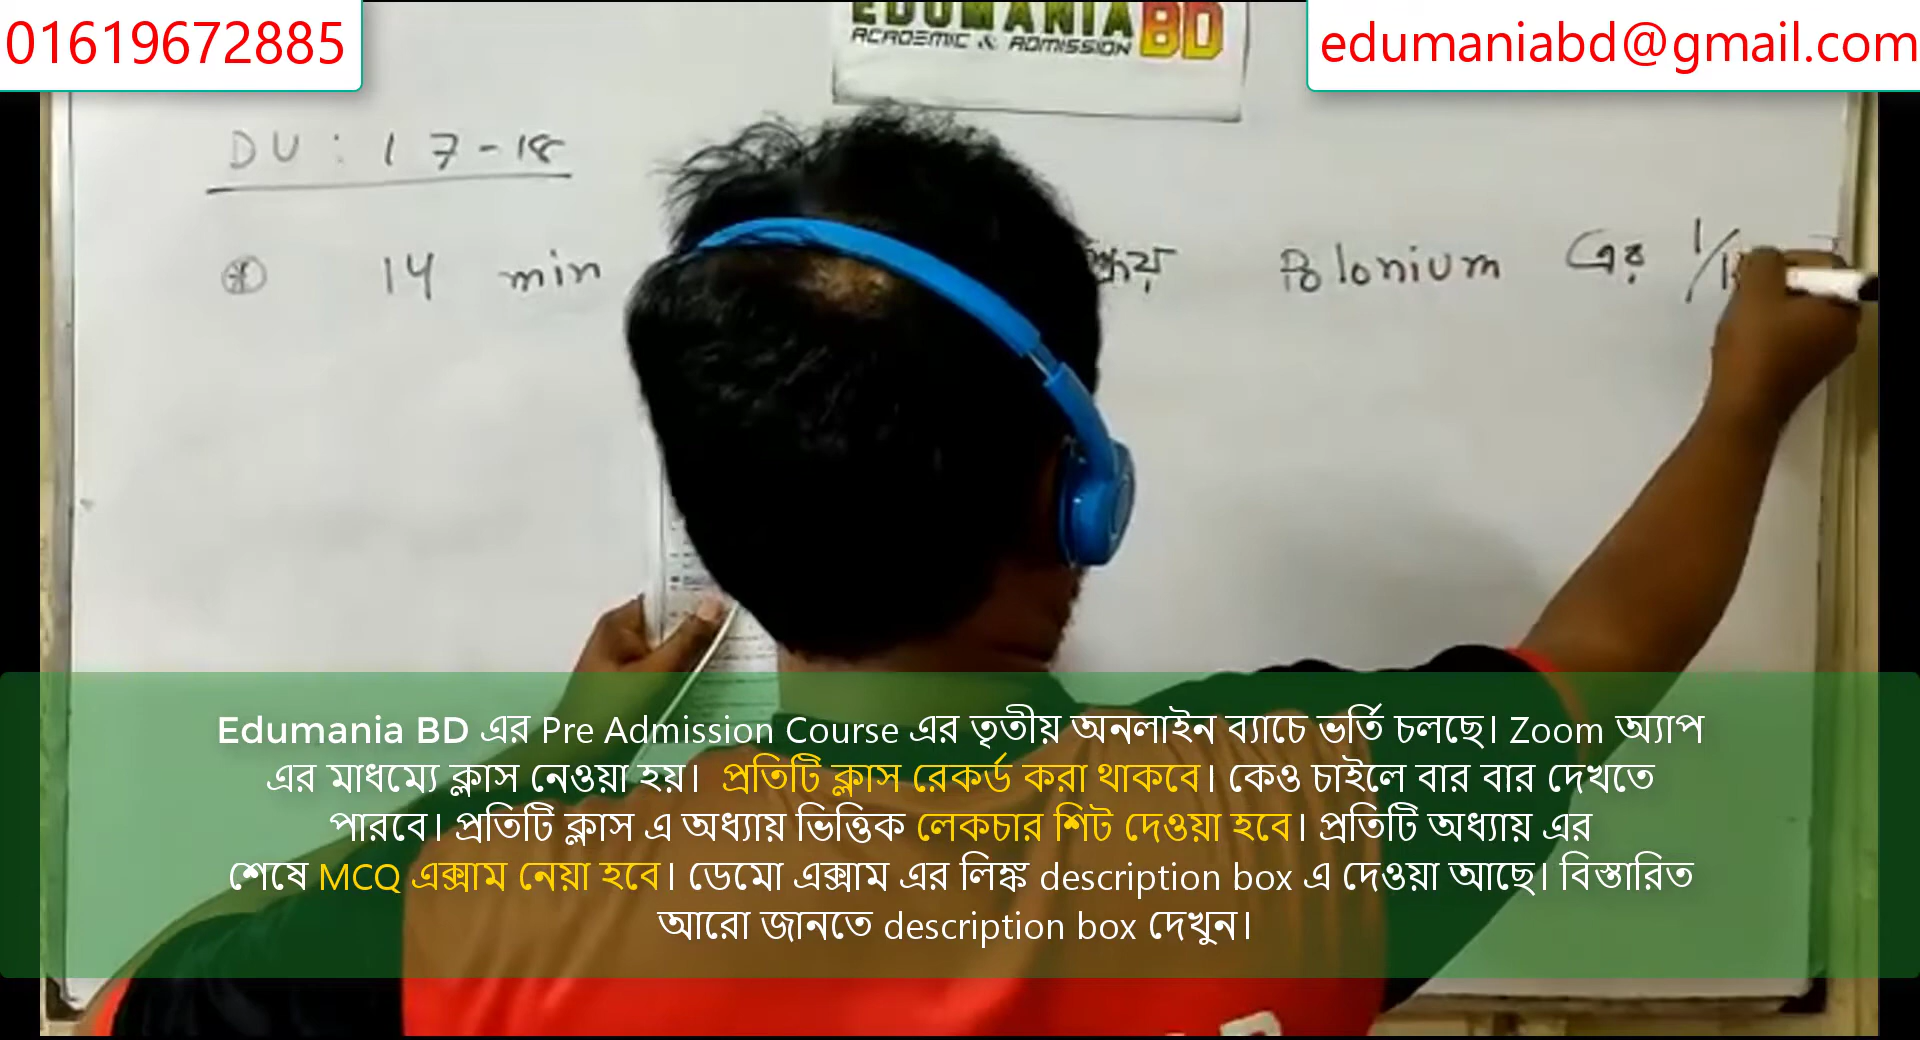 01619672885
EDUMANIA BD
ACADEMIC & ADMISSION
edumaniabd@gmail.com
DU : 17-18
14 min Polonium এর 1/
Edumania BD এর Pre Admission Course এর তৃতীয় অনলাইন ব্যাচে ভর্তি চলছে। Zoom অ্যাপ
এর মাধম্যে ক্লাস নেওয়া হয়। প্রতিটি ক্লাস রেকর্ড করা থাকবে। কেও চাইলে বার বার দেখতে
পারবে। প্রতিটি ক্লাস এ অধ্যায় ভিত্তিক লেকচার শিট দেওয়া হবে। প্রতিটি অধ্যায় এর
শেষে MCQ এক্সাম নেয়া হবে। ডেমো এক্সাম এর লিঙ্ক description box এ দেওয়া আছে। বিস্তারিত
আরো জানতে description box দেখুন।